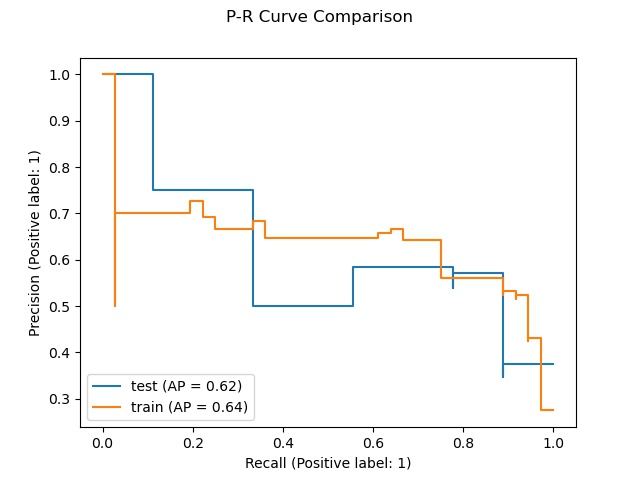 P-R Curve Comparison
Precision (Positive label: 1)
1.0
0.9
0.8
0.7
0.6
0.5
0.4
0.3
test (AP = 0.62)
train (AP = 0.64)
0.0 0.2 0.4 0.6 0.8 1.0
Recall (Positive label: 1)